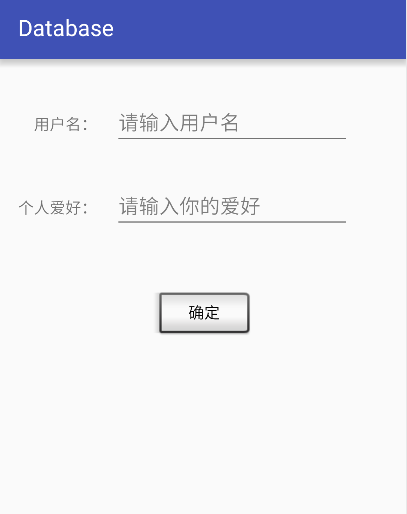 Database
用户名：
请输入用户名
个人爱好：
请输入你的爱好
确定